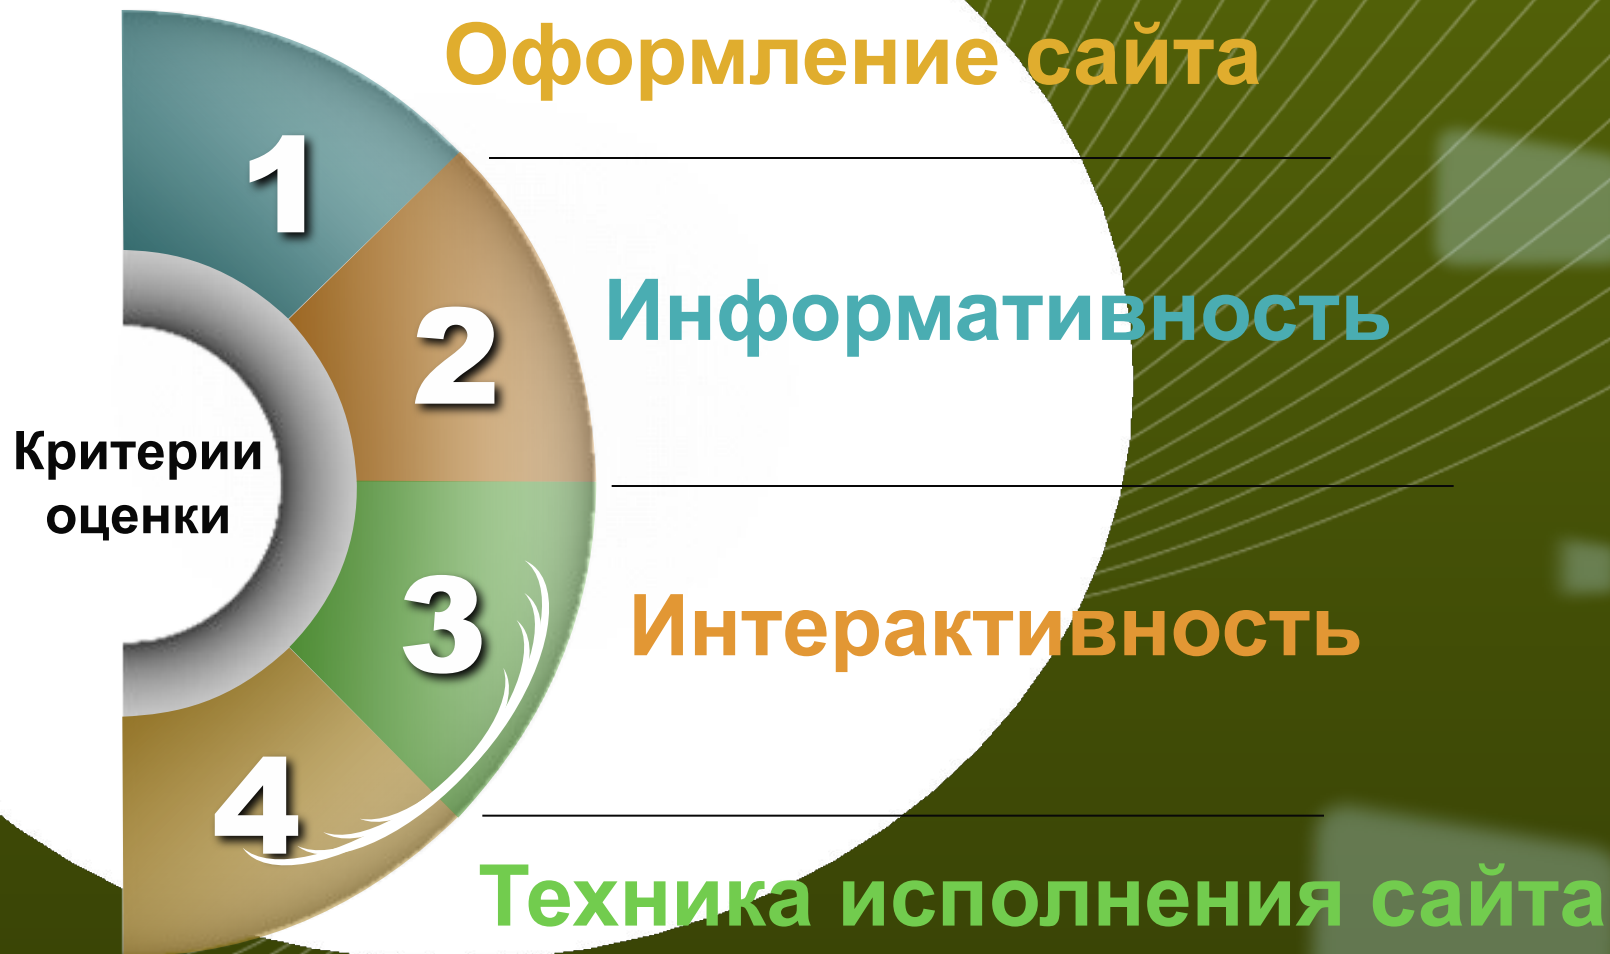 Оформление сайта
1
Информативность
2
Критерии
оценки
Интерактивность
3
4
Техника исполнения сайта